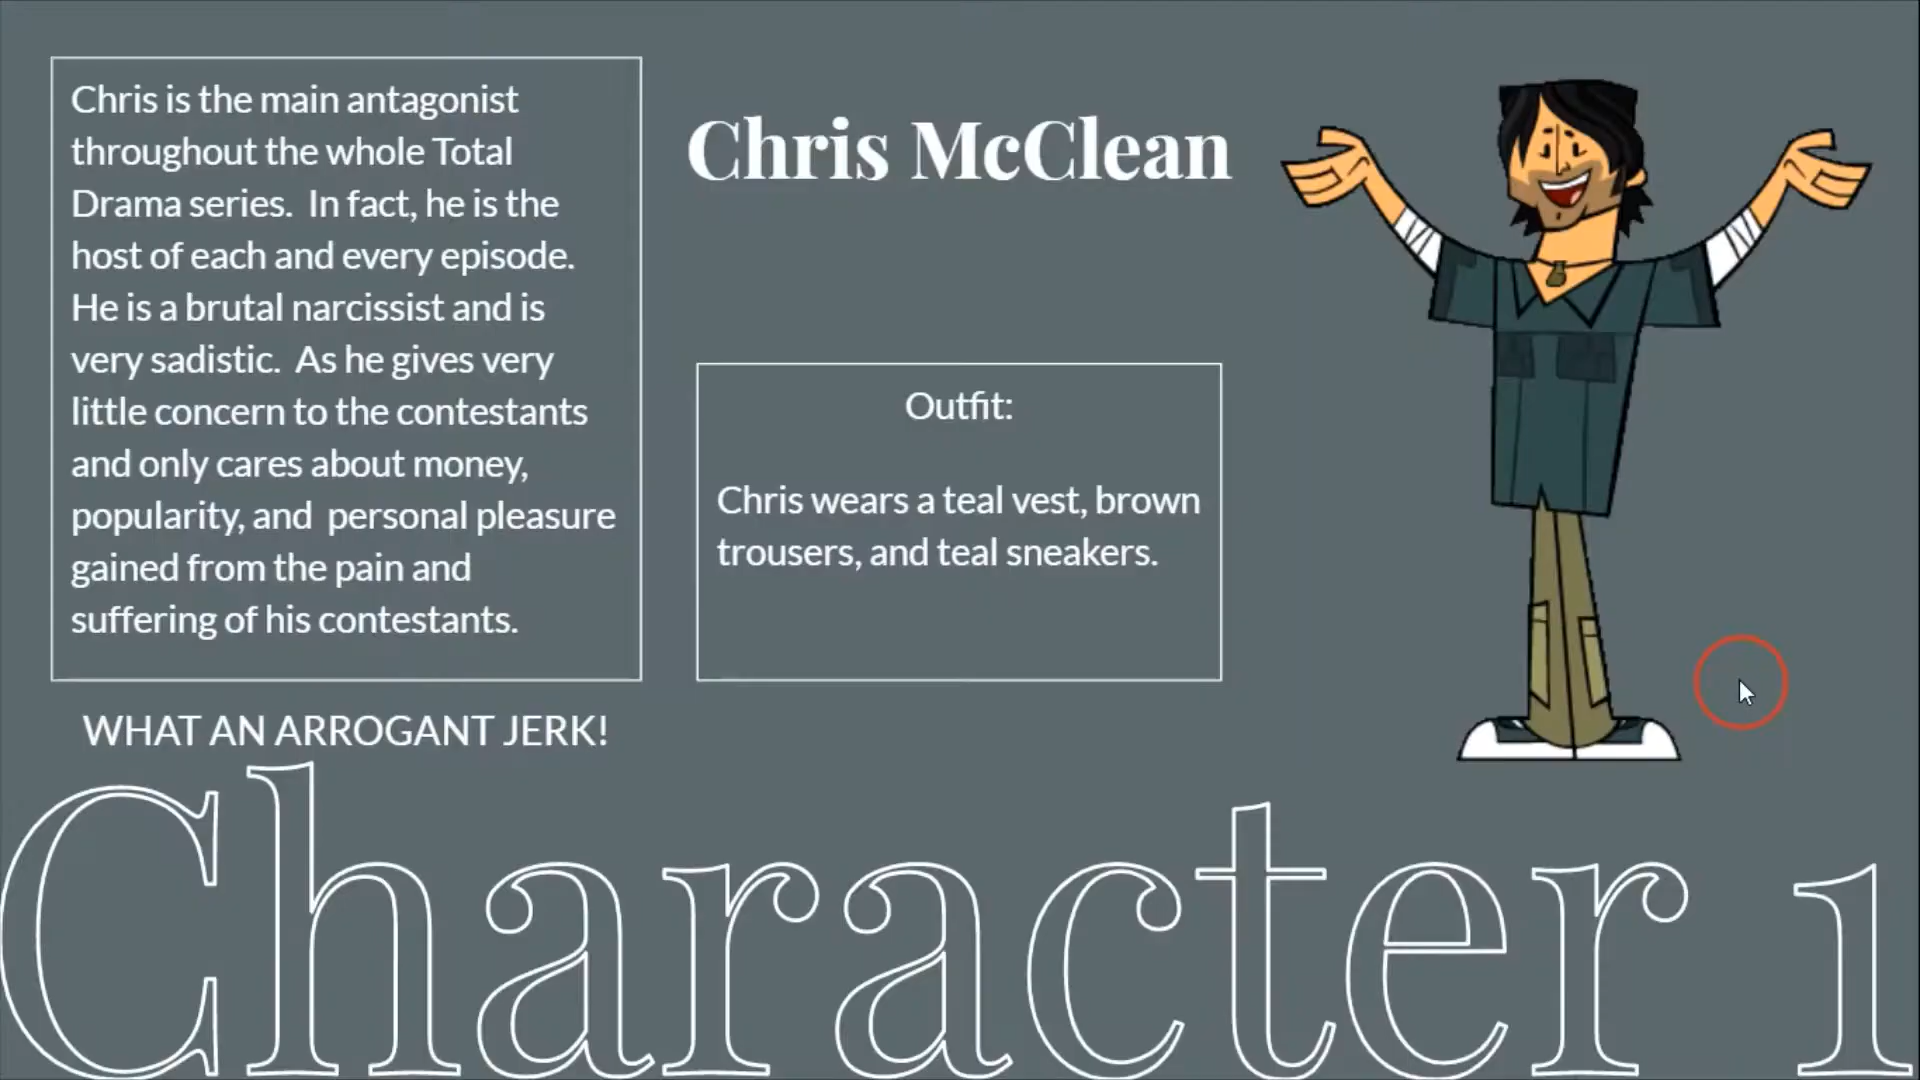 Chris is the main antagonist
throughout the whole Total
Drama series.  In fact, he is the
host of each and every episode.
He is a brutal narcissist and is
very sadistic.  As he gives very
little concern to the contestants
and only cares about money,
popularity, and  personal pleasure
gained from the pain and
suffering of his contestants.
WHAT AN ARROGANT JERK!
Chris McClean
Outfit:
Chris wears a teal vest, brown
trousers, and teal sneakers.
Character 1